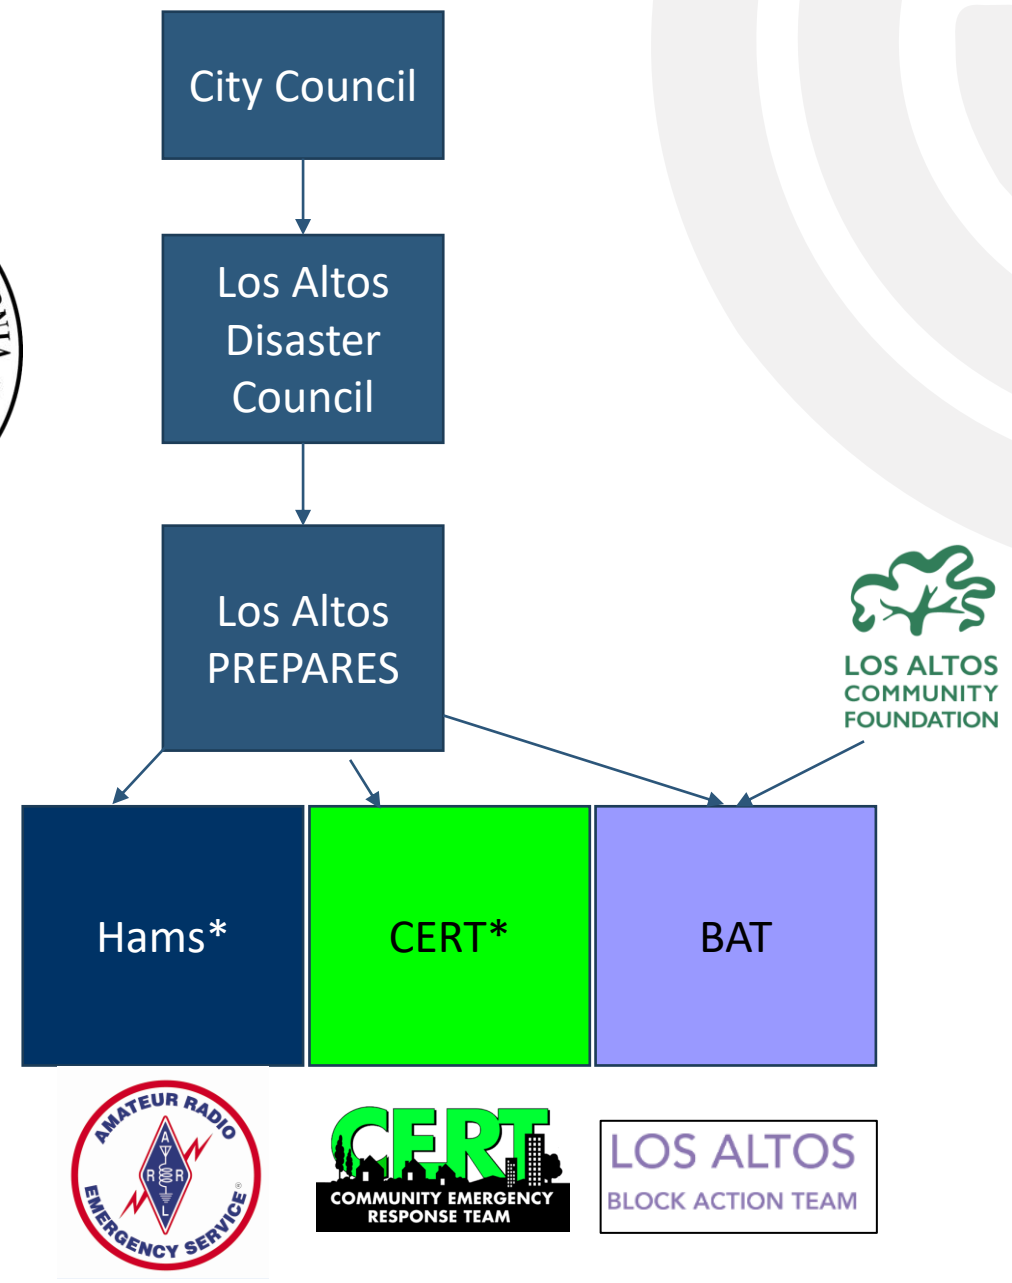 City Council
Los Altos
Disaster
Council
Los Altos
PREPARES
LOS ALTOS
COMMUNITY
FOUNDATION
Hams*
CERT*
BAT
AMATEUR RADIO
EMERGENCY SERVICE
A
R R
L
®
CERT
COMMUNITY EMERGENCY
RESPONSE TEAM
LOS ALTOS
BLOCK ACTION TEAM